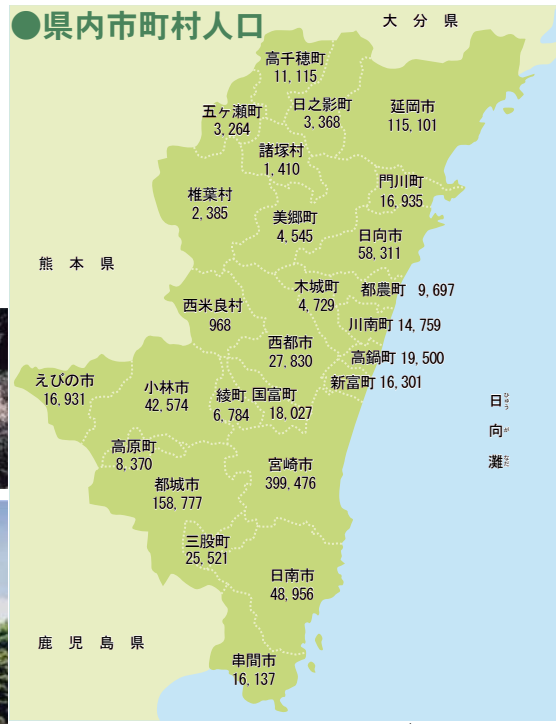 ●県内市町村人口
大分県
高千穂町
11,115
五ヶ瀬町
3,264
日之影町
3,368
延岡市
115,101
諸塚村
1,410
椎葉村
2,385
門川町
16,935
美郷町
4,545
日向市
58,311
熊本県
木城町
4,729
都農町 9,697
西米良村
968
川南町 14,759
西都市
27,830
高鍋町 19,500
えびの市
16,931
小林市
42,574
綾町
6,784
国富町
18,027
新富町 16,301
日向灘
ひゅうがなだ
高原町
8,370
都城市
158,777
宮崎市
399,476
三股町
25,521
日南市
48,956
鹿児島県
串間市
16,137